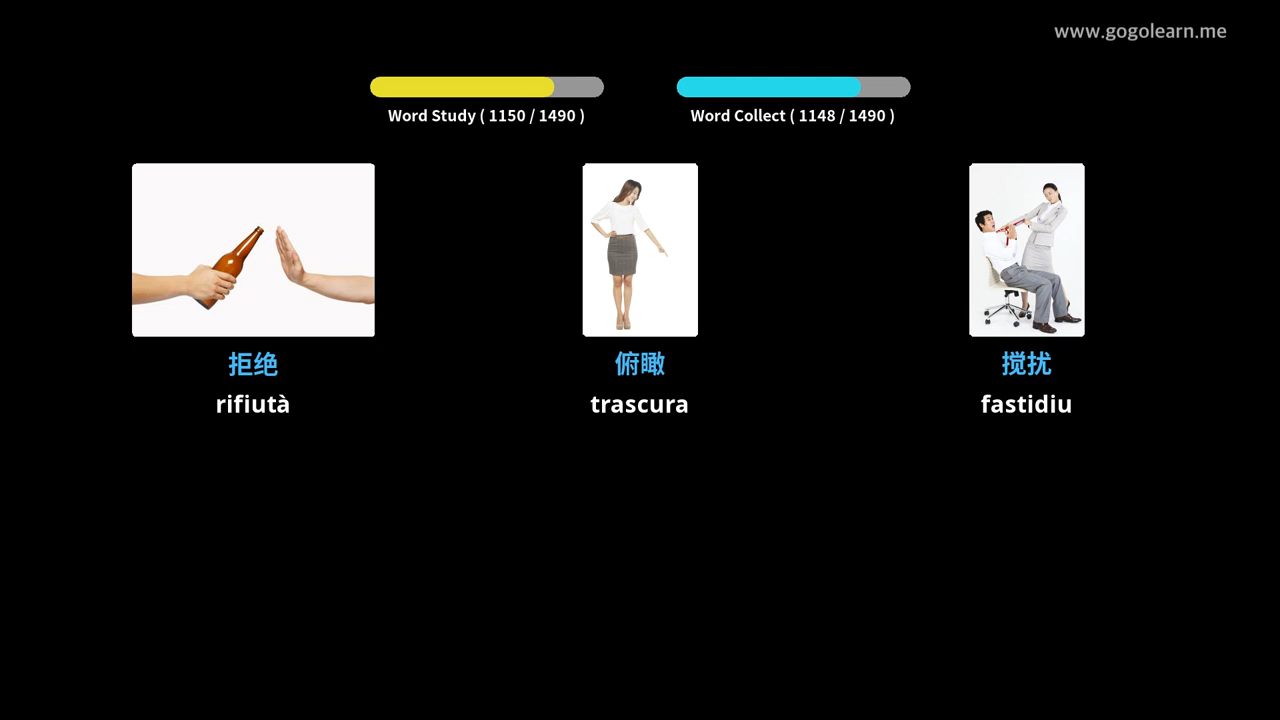 www.gogolearn.me
Word Study ( 1150 / 1490 )
Word Collect ( 1148 / 1490 )
拒绝
rifiutà
俯瞰
trascura
搅扰
fastidiu